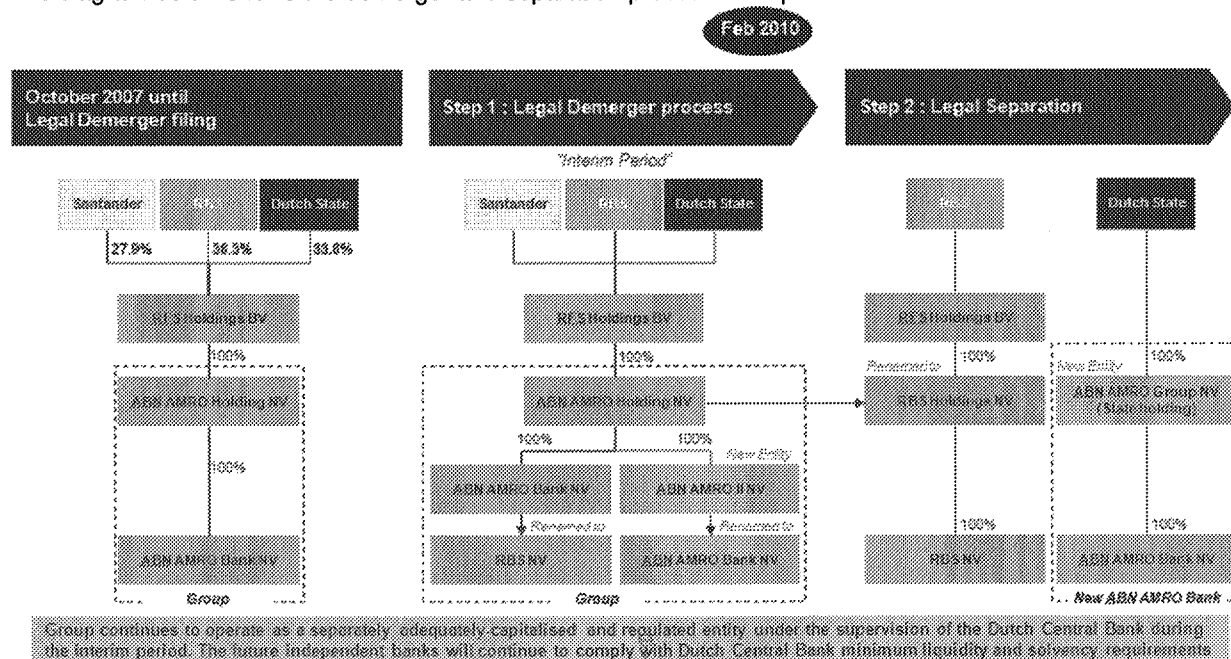 Feb 2010
October 2007 until
Legal Demerger filing
Step 1 : Legal Demerger process
Step 2 : Legal Separation
"Interim Period"
Santander
RBS
Dutch State
27.9%
38.3%
33.8%
RFS Holdings BV
100%
ABN AMRO Holding NV
100%
ABN AMRO Bank NV
Group
Santander
RBS
Dutch State
RFS Holdings BV
100%
ABN AMRO Holding NV
100%
100%
New Entity
ABN AMRO Bank NV
ABN AMRO II NV
Renamed to
Renamed to
RBS NV
ABN AMRO Bank NV
Group
RBS
Dutch State
RFS Holdings BV
100%
100%
Renamed to
New Entity
RBS Holdings NV
ABN AMRO Group NV
(Stateholding)
100%
100%
RBS NV
ABN AMRO Bank NV
New ABN AMRO Bank
Group continues to operate as a separately adequately-capitalised and regulated entity under the supervision of the Dutch Central Bank during
the interim period. The future independent banks will continue to comply with Dutch Central Bank minimum liquidity and solvency requirements